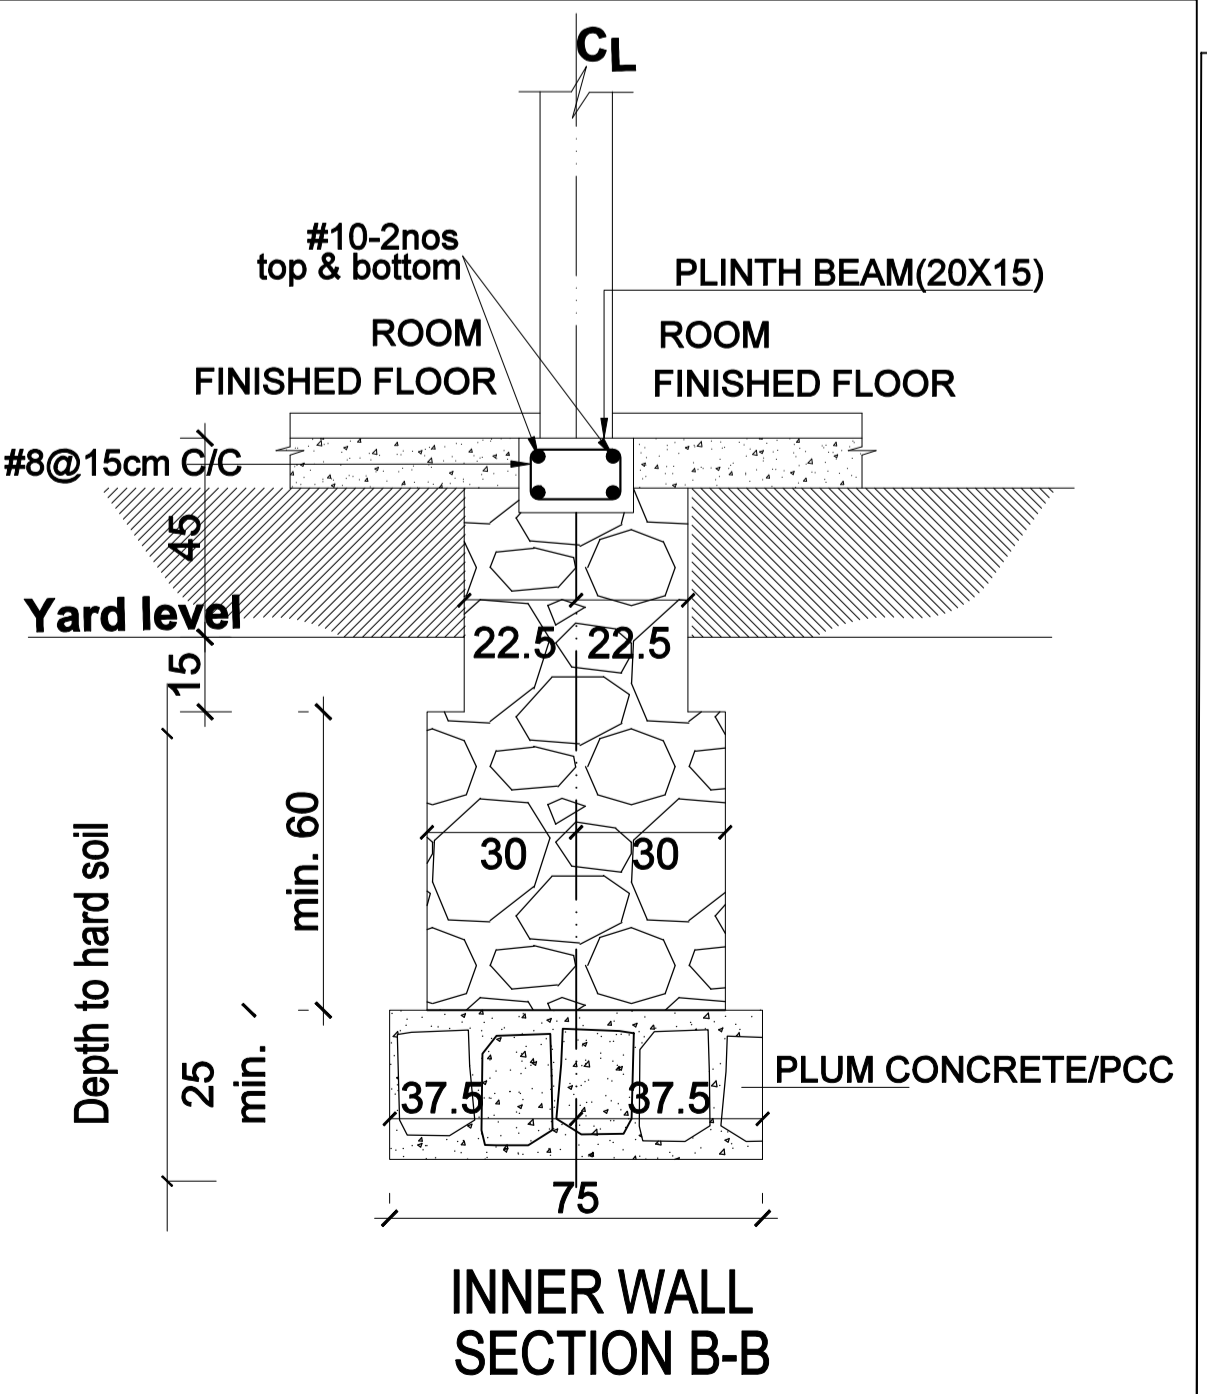 CL
#10-2nos
top & bottom
PLINTH BEAM(20X15)
ROOM
FINISHED FLOOR
ROOM
FINISHED FLOOR
#8@15cm C/C
45
Yard level
22.5
22.5
15
min. 60
30
30
Depth to hard soil
25
min.
PLUM CONCRETE/PCC
37.5
37.5
75
INNER WALL
SECTION B-B